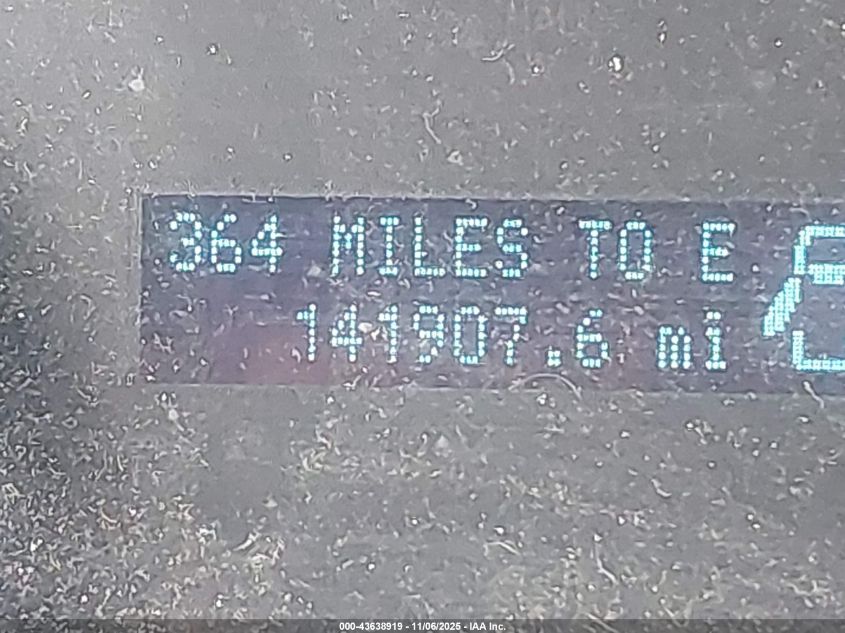 364 MILES TO E
141907.6 mi
000-43638919 - 11/06/2025 - IAA Inc.